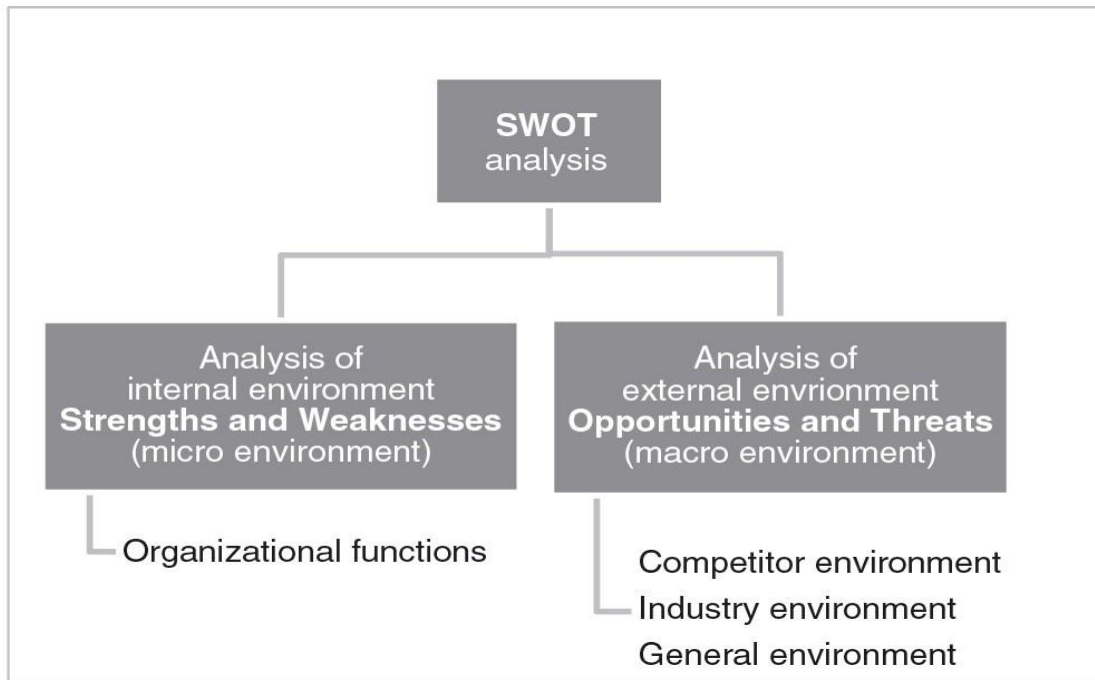 SWOT
analysis
Analysis of
internal environment
Strengths and Weaknesses
(micro environment)
Analysis of
external envrionment
Opportunities and Threats
(macro environment)
Organizational functions
Competitor environment
Industry environment
General environment